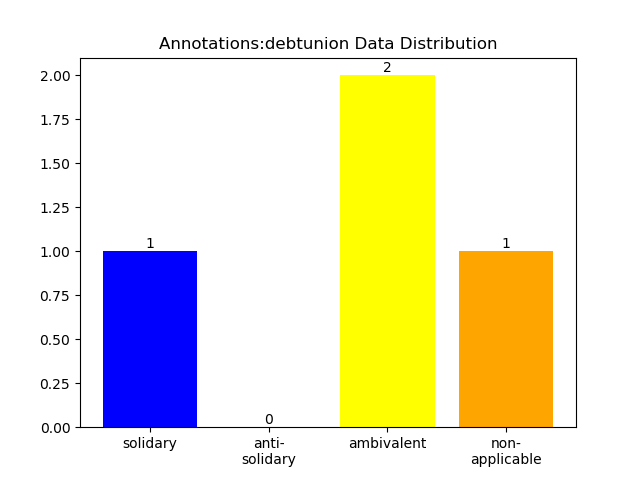 Annotations:debtunion Data Distribution
2.00
1.75
1.50
1.25
1.00
0.75
0.50
0.25
0.00
1
0
2
1
solidary
anti-
solidary
ambivalent
non-
applicable